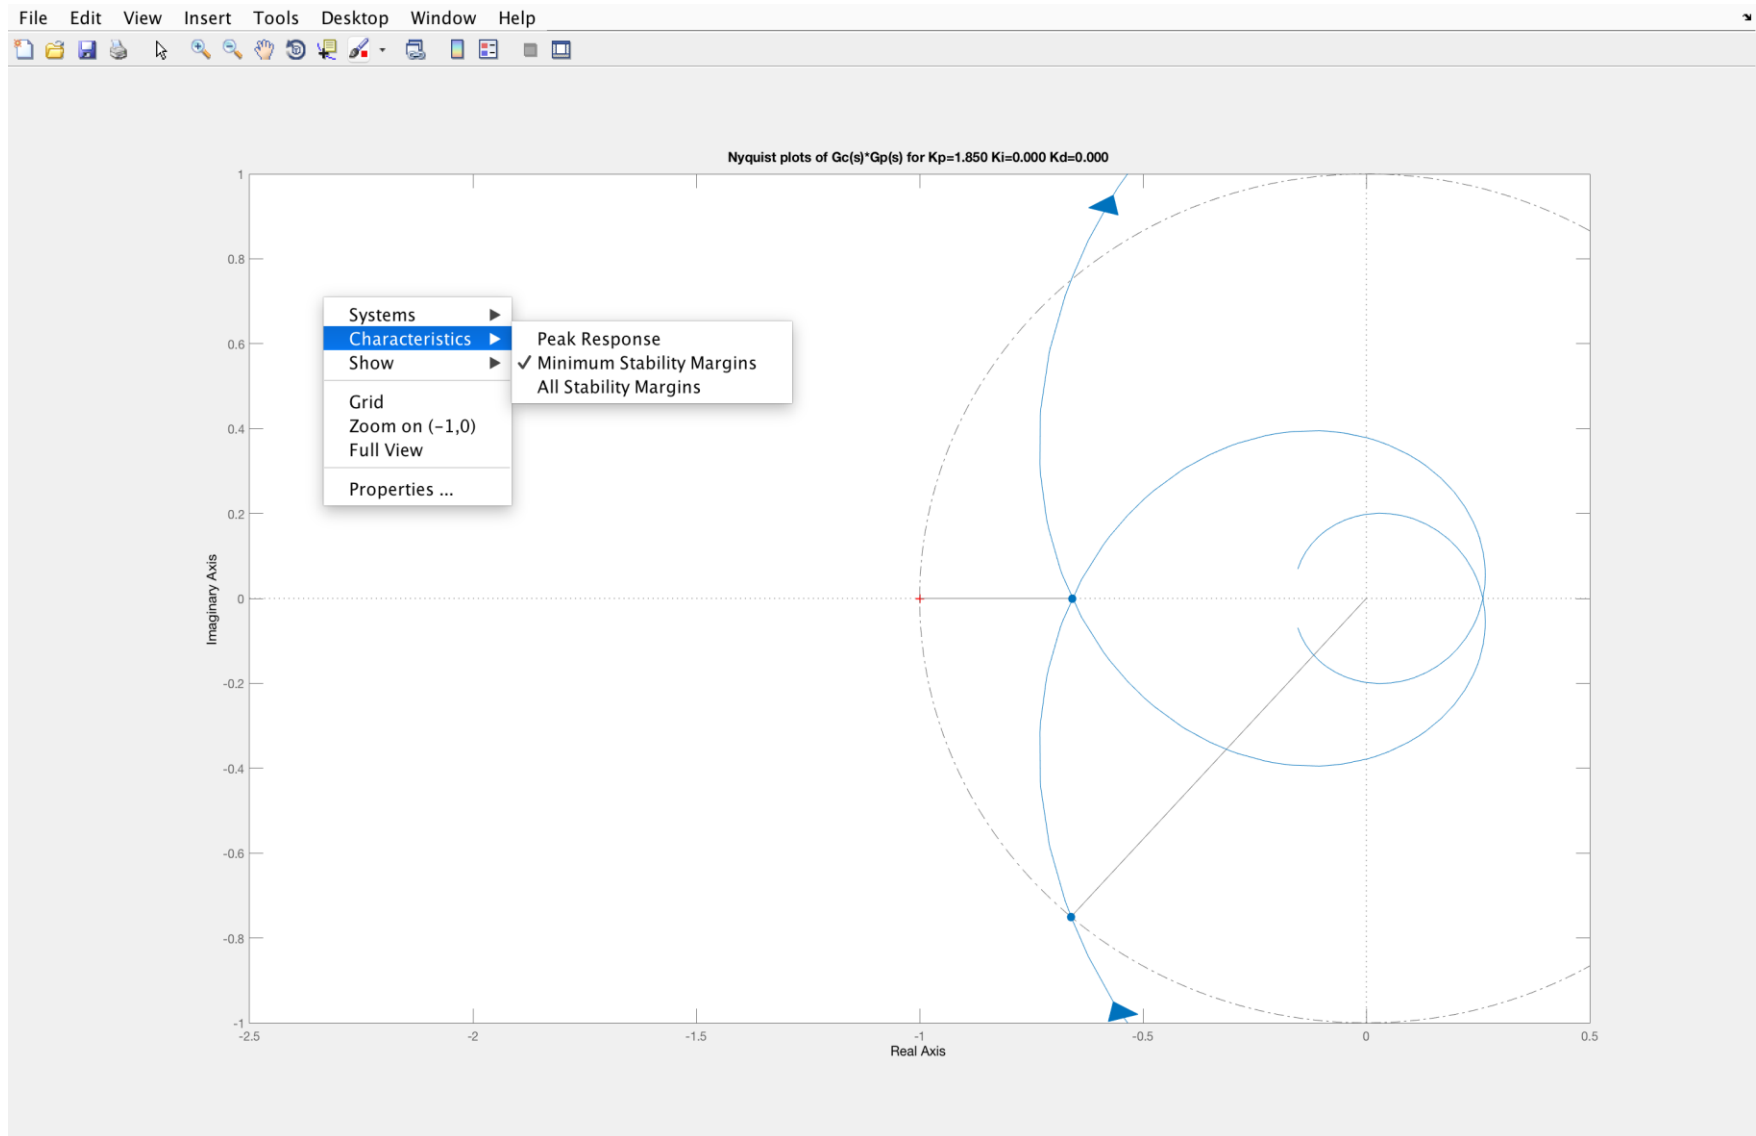 File Edit View Insert Tools Desktop Window Help
Nyquist plots of Gc(s)*Gp(s) for Kp=1.850 Ki=0.000 Kd=0.000
1
0.8
0.6
0.4
0.2
0
-0.2
-0.4
-0.6
-0.8
-1
Imaginary Axis
Systems
Characteristics
Show
Grid
Zoom on (-1,0)
Full View
Properties ...
Peak Response
Minimum Stability Margins
All Stability Margins
-2.5 -2 -1.5 -1 -0.5 0 0.5
Real Axis